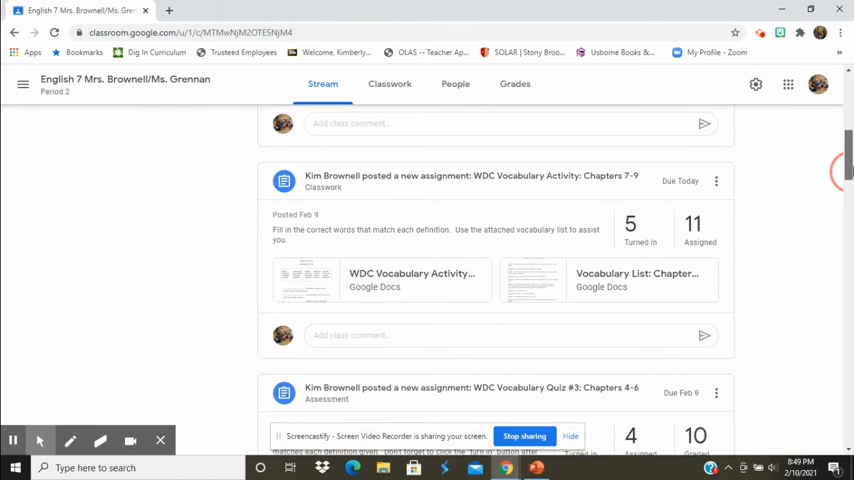 English 7 Mrs. Brownell/Ms. Gren
classroom.google.com/u/1/c/MTMwNjM2OTE5NjM4
Apps Bookmarks Dig In Curriculum Trusted Employees Welcome, Kimberly... OLAS -- Teacher Ap... SOLAR | Stony Broo... Usborne Books &... My Profile - Zoom
English 7 Mrs. Brownell/Ms. Grennan
Period 2
Stream Classwork People Grades
Add class comment...
Kim Brownell posted a new assignment: WDC Vocabulary Activity: Chapters 7-9
Classwork
Due Today
Posted Feb 9
Fill in the correct words that match each definition. Use the attached vocabulary list to assist
you.
5 11
Turned in Assigned
WDC Vocabulary Activity... Vocabulary List: Chapter...
Google Docs Google Docs
Add class comment...
Kim Brownell posted a new assignment: WDC Vocabulary Quiz #3: Chapters 4-6
Assessment
Due Feb 9
Screencastify - Screen Video Recorder is sharing your screen. Stop sharing Hide
4 10
Assigned Graded
matches each definition given. Don't forget to click the "turn in" button after
Type here to search
8:49 PM
2/10/2021